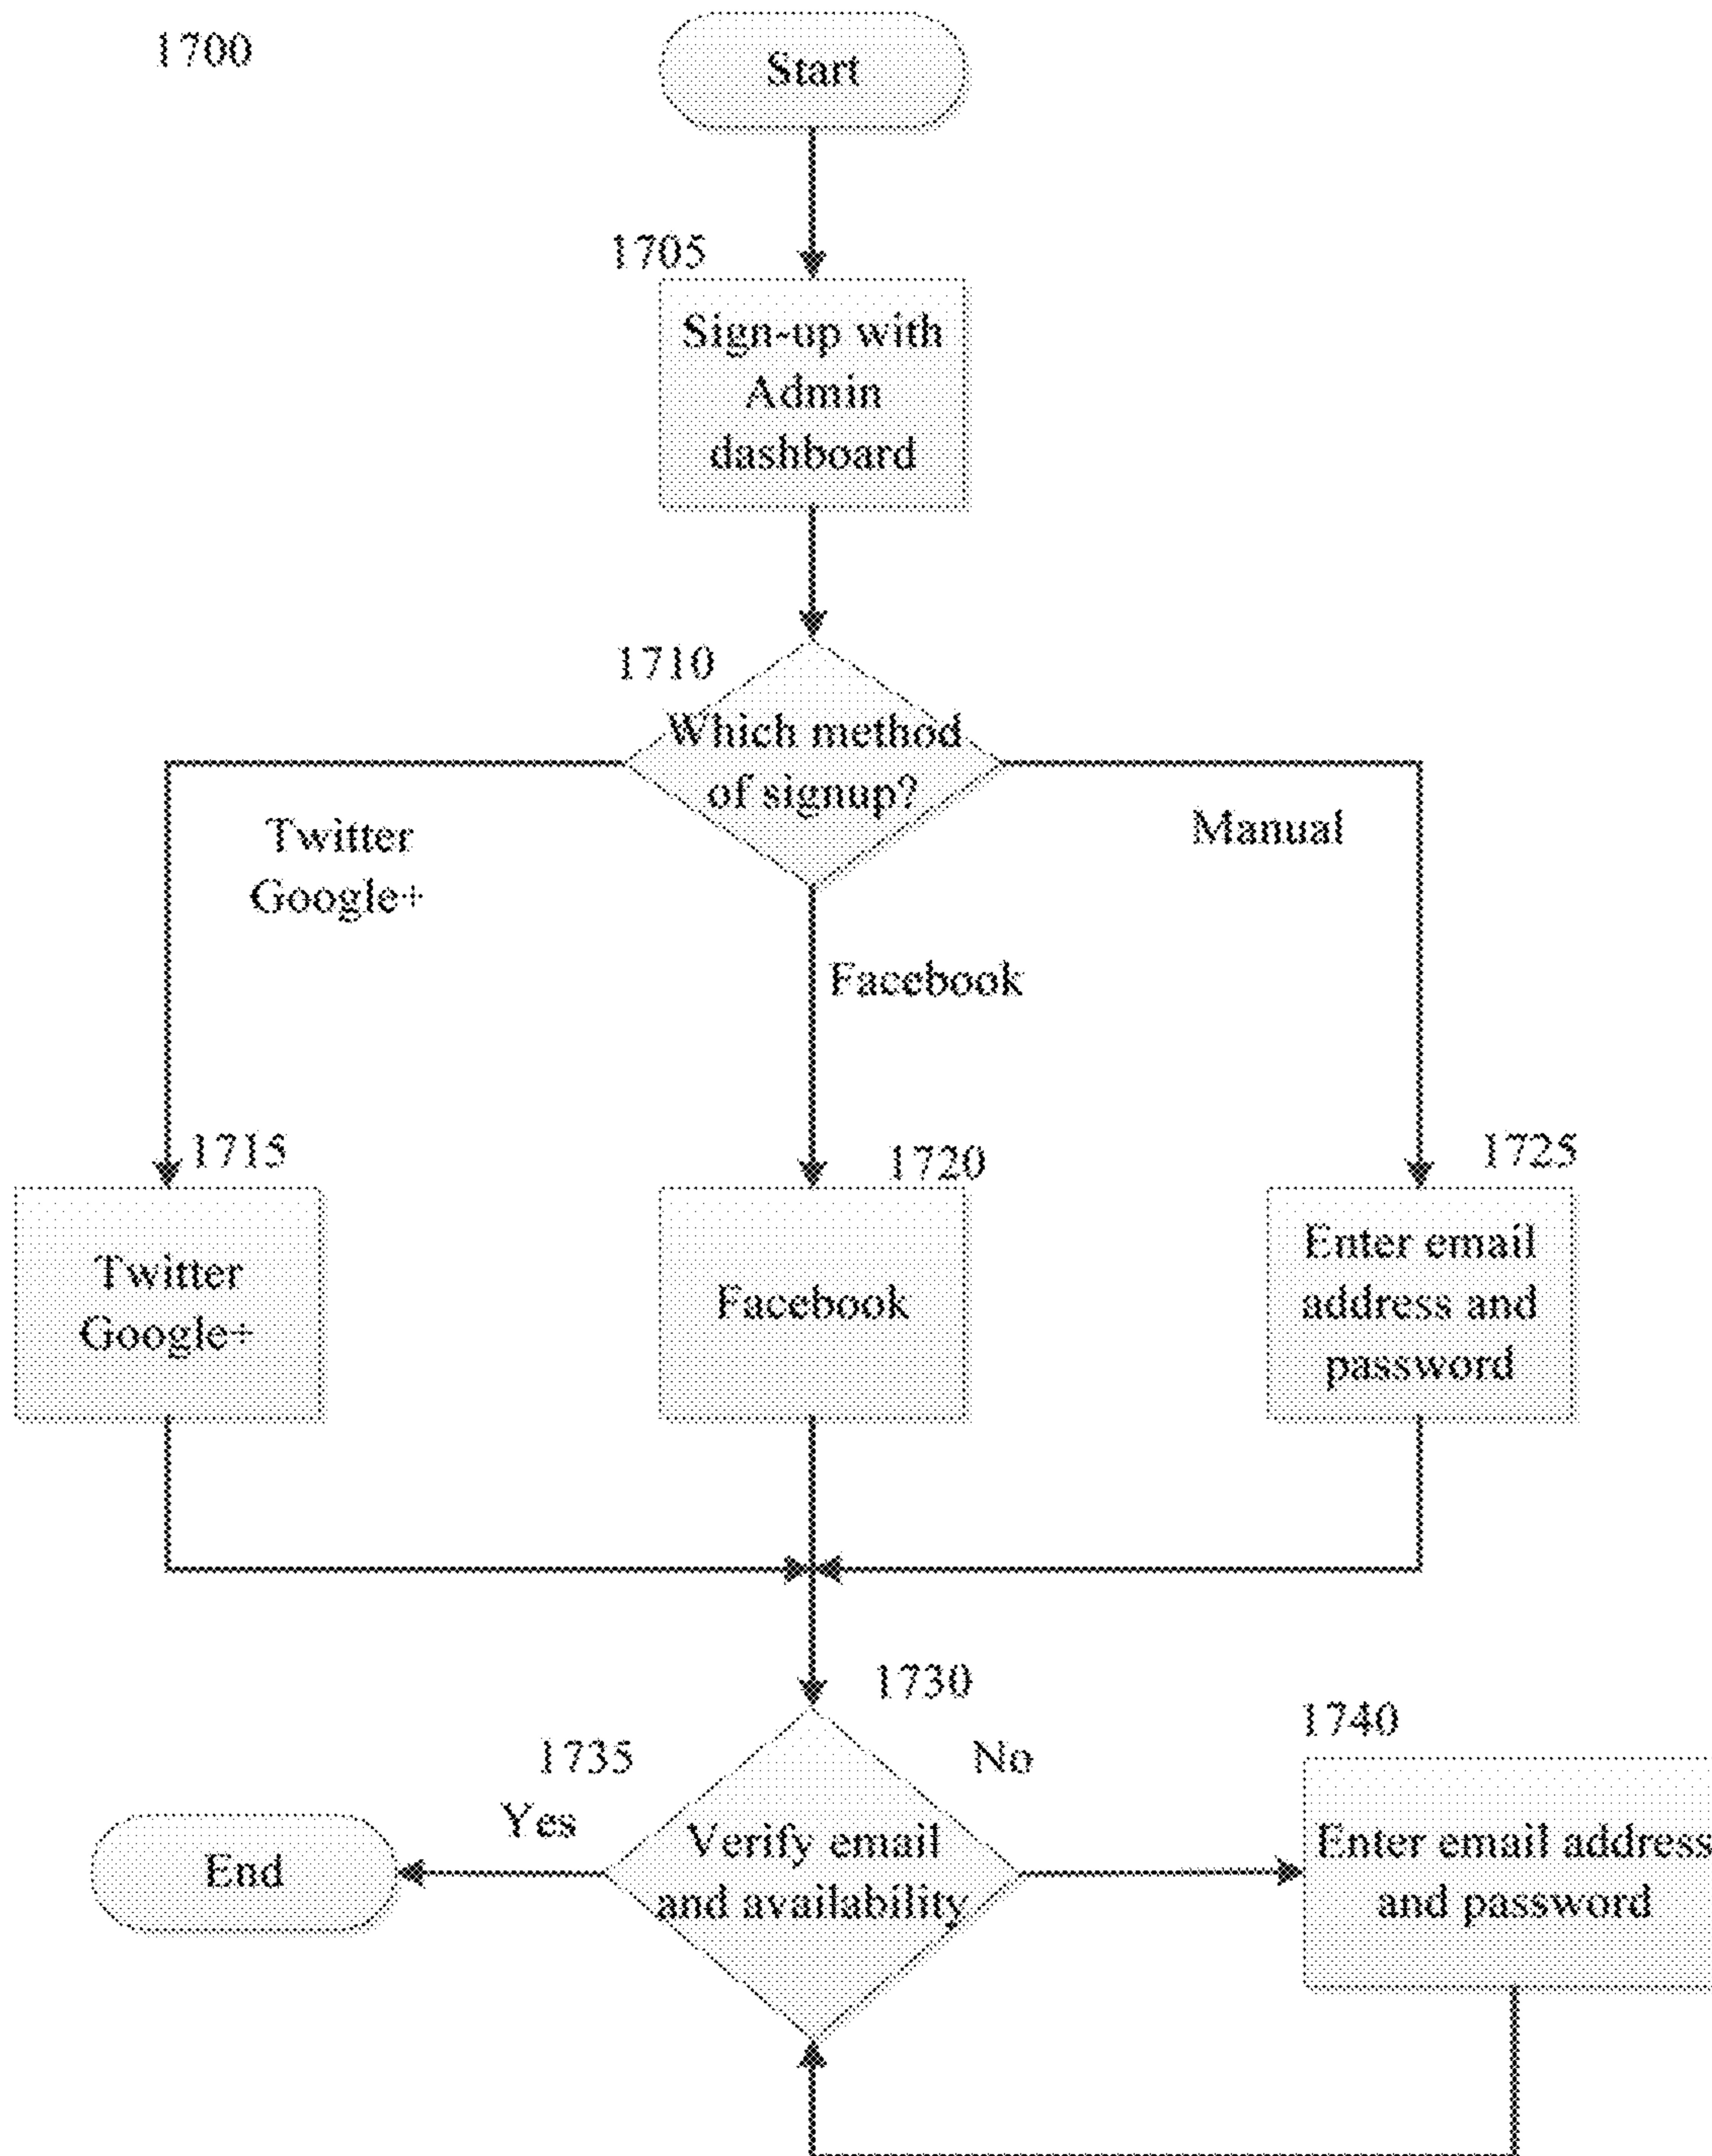 1700
Start
1705
Sign-up with
Admin
dashboard
1710
Which method
of signup?
Twitter
Google+
Manual
Facebook
1715
1720
1725
Twitter
Google+
Facebook
Enter email
address and
password
1730
1740
1735
No
Yes
End
Verify email
and availability
Enter email address
and password